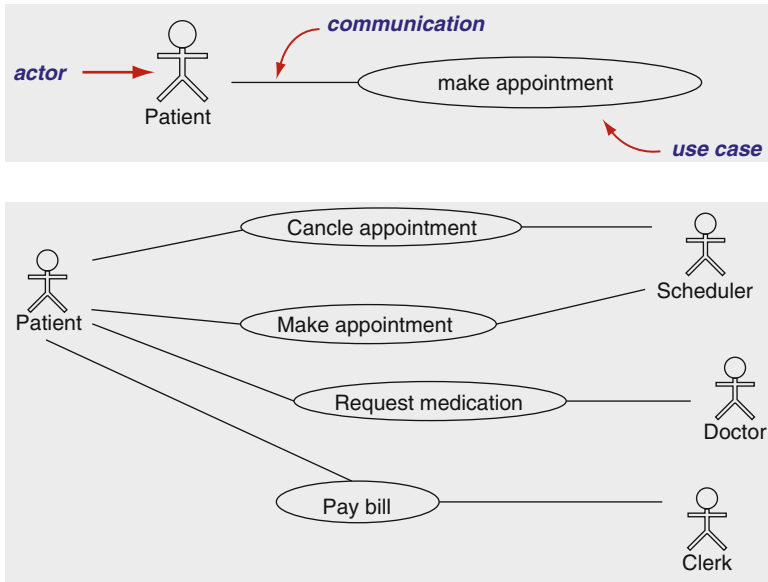 communication
actor
make appointment
Patient
use case
Cancle appointment
Scheduler
Patient
Make appointment
Request medication
Doctor
Pay bill
Clerk